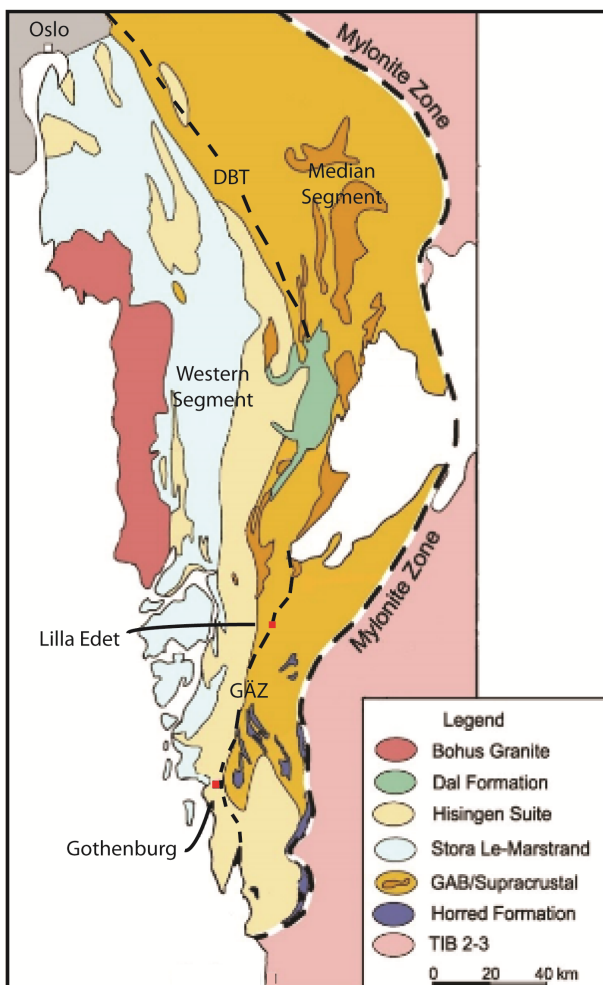 Oslo
Mylonite Zone
DBT
Median
Segment
Western
Segment
Mylonite Zone
Lilla Edet
GÄZ
Gothenburg
Legend
Bohus Granite
Dal Formation
Hisingen Suite
Stora Le-Marstrand
GAB/Supracrustal
Horred Formation
TIB 2-3
0 20 40 km